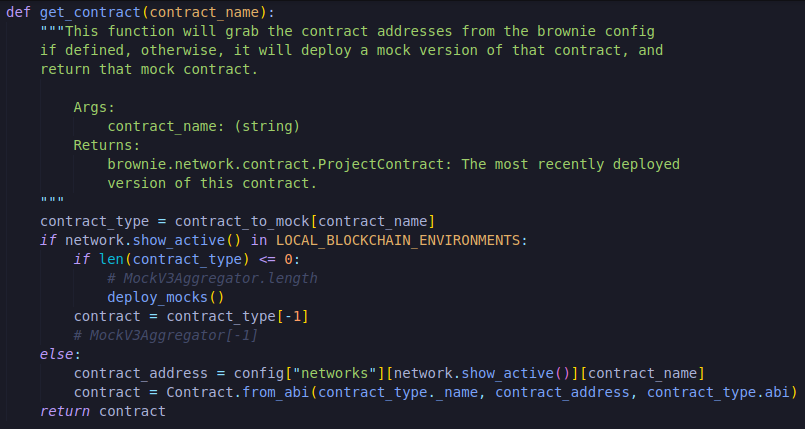 def get_contract(contract_name):
    """This function will grab the contract addresses from the brownie config
    if defined, otherwise, it will deploy a mock version of that contract, and
    return that mock contract.

        Args:
            contract_name: (string)
        Returns:
            brownie.network.contract.ProjectContract: The most recently deployed
            version of this contract.
    """
    contract_type = contract_to_mock[contract_name]
    if network.show_active() in LOCAL_BLOCKCHAIN_ENVIRONMENTS:
        if len(contract_type) <= 0:
            # MockV3Aggregator.length
            deploy_mocks()
        contract = contract_type[-1]
        # MockV3Aggregator[-1]
    else:
        contract_address = config["networks"][network.show_active()][contract_name]
        contract = Contract.from_abi(contract_type._name, contract_address, contract_type.abi)
    return contract